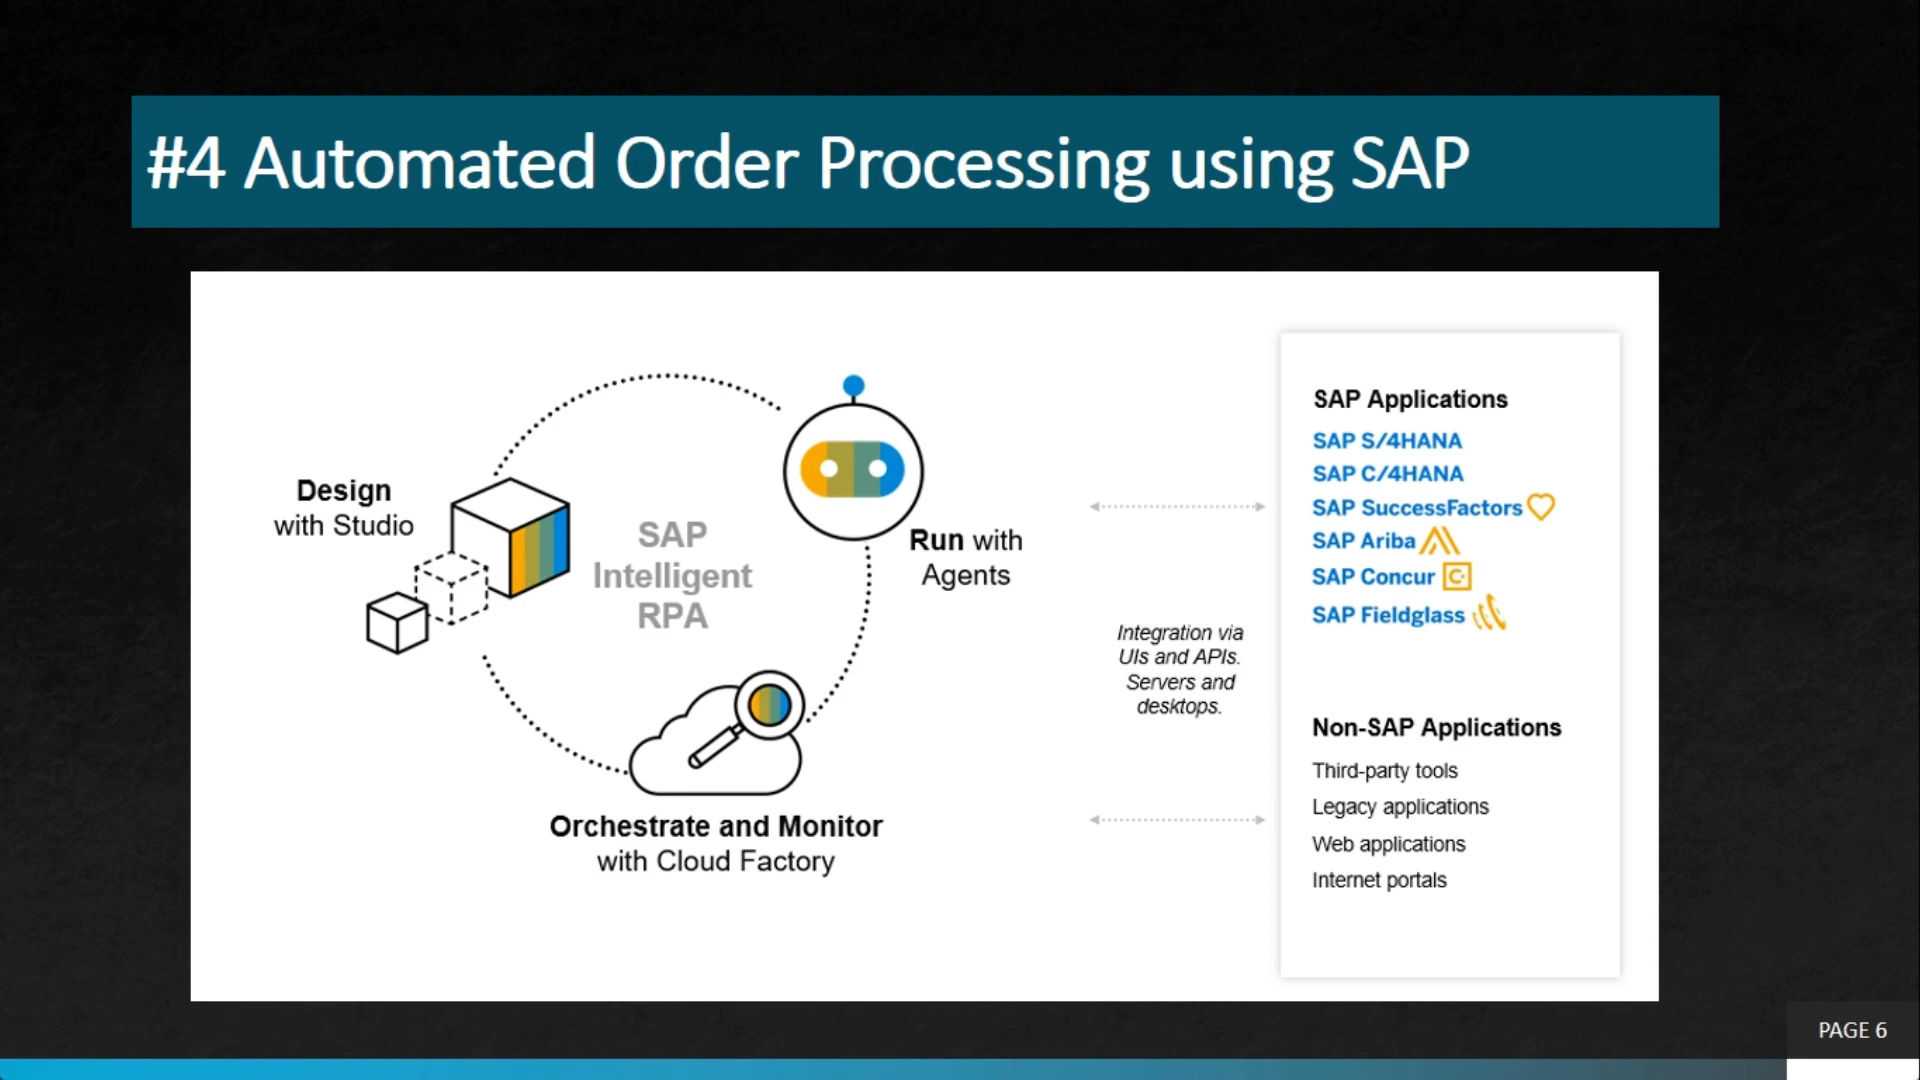 #4 Automated Order Processing using SAP
Design
with Studio
SAP
Intelligent
RPA
Run with
Agents
Orchestrate and Monitor
with Cloud Factory
Integration via
UIs and APIs.
Servers and
desktops.
SAP Applications
SAP S/4HANA
SAP C/4HANA
SAP SuccessFactors
SAP Ariba
SAP Concur
SAP Fieldglass
Non-SAP Applications
Third-party tools
Legacy applications
Web applications
Internet portals
PAGE 6